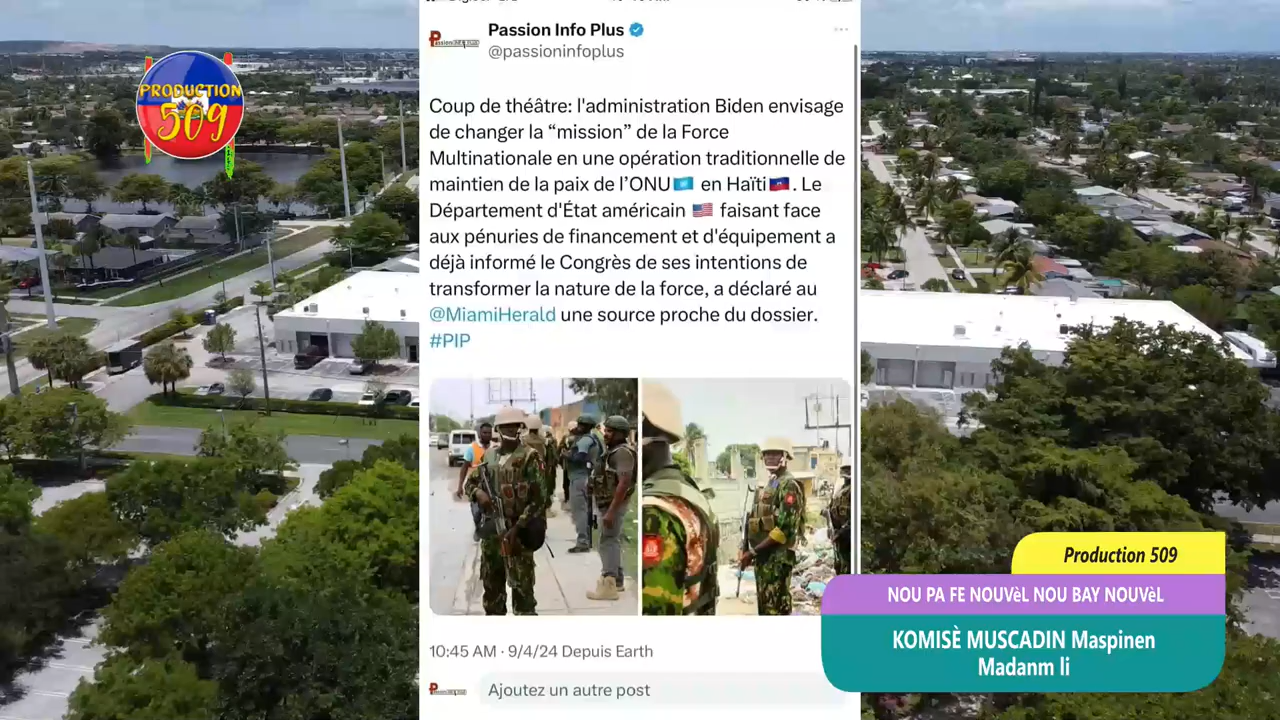 Passion Info Plus
@passioninfoplus
PRODUCTION
509
Coup de théâtre: l'administration Biden envisage
de changer la “mission” de la Force
Multinationale en une opération traditionnelle de
maintien de la paix de l’ONU🇺🇳 en Haïti🇭🇹. Le
Département d'État américain 🇺🇸 faisant face
aux pénuries de financement et d'équipement a
déjà informé le Congrès de ses intentions de
transformer la nature de la force, a déclaré au
@MiamiHerald une source proche du dossier.
#PIP
10:45 AM · 9/4/24 Depuis Earth
Ajoutez un autre post
Production 509
NOU PA FE NOUVèL NOU BAY NOUVèL
KOMISÈ MUSCADIN Maspinen
Madanm li